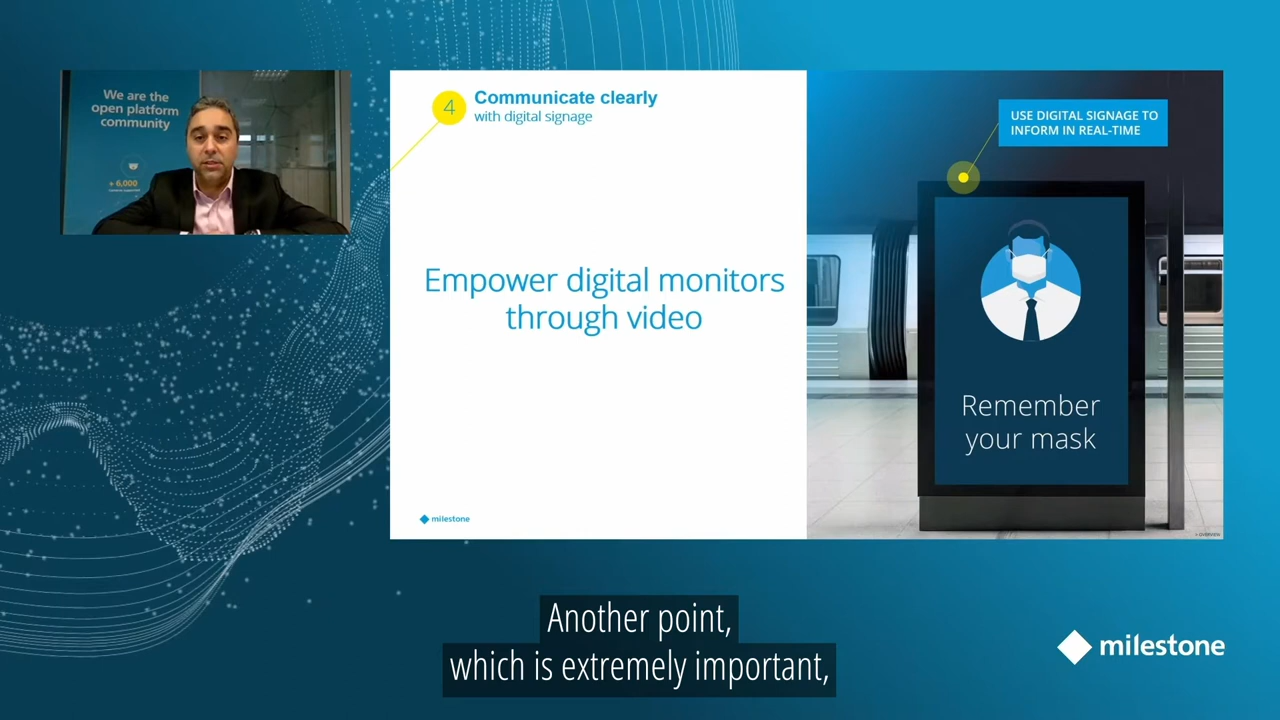 We are the
open platform
community
+ 6,000
4
Communicate clearly
with digital signage
Empower digital monitors
through video
milestone
USE DIGITAL SIGNAGE TO
INFORM IN REAL-TIME
Remember
your mask
Another point,
which is extremely important,
milestone